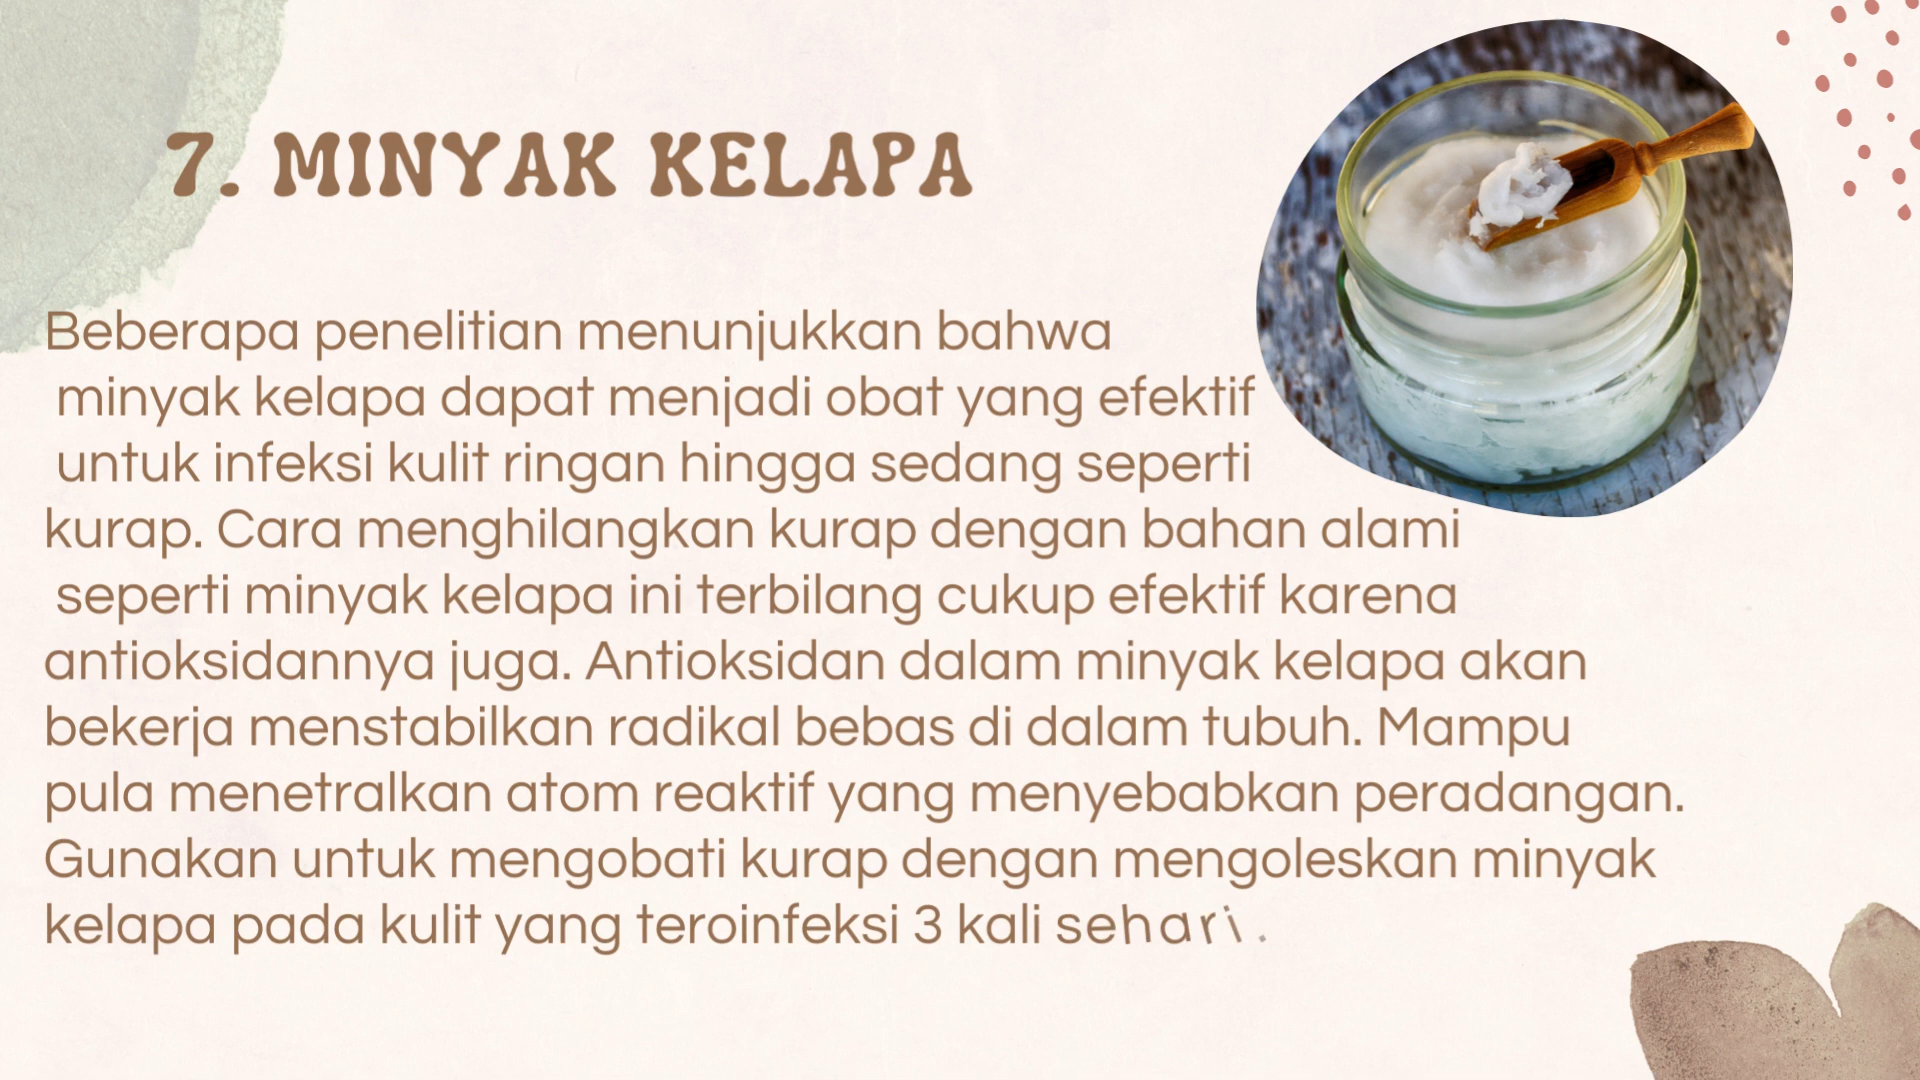 7. MINYAK KELAPA
Beberapa penelitian menunjukkan bahwa
minyak kelapa dapat menjadi obat yang efektif
untuk infeksi kulit ringan hingga sedang seperti
kurap. Cara menghilangkan kurap dengan bahan alami
seperti minyak kelapa ini terbilang cukup efektif karena
antioksidannya juga. Antioksidan dalam minyak kelapa akan
bekerja menstabilkan radikal bebas di dalam tubuh. Mampu
pula menetralkan atom reaktif yang menyebabkan peradangan.
Gunakan untuk mengobati kurap dengan mengoleskan minyak
kelapa pada kulit yang teroinfeksi 3 kali sehari.